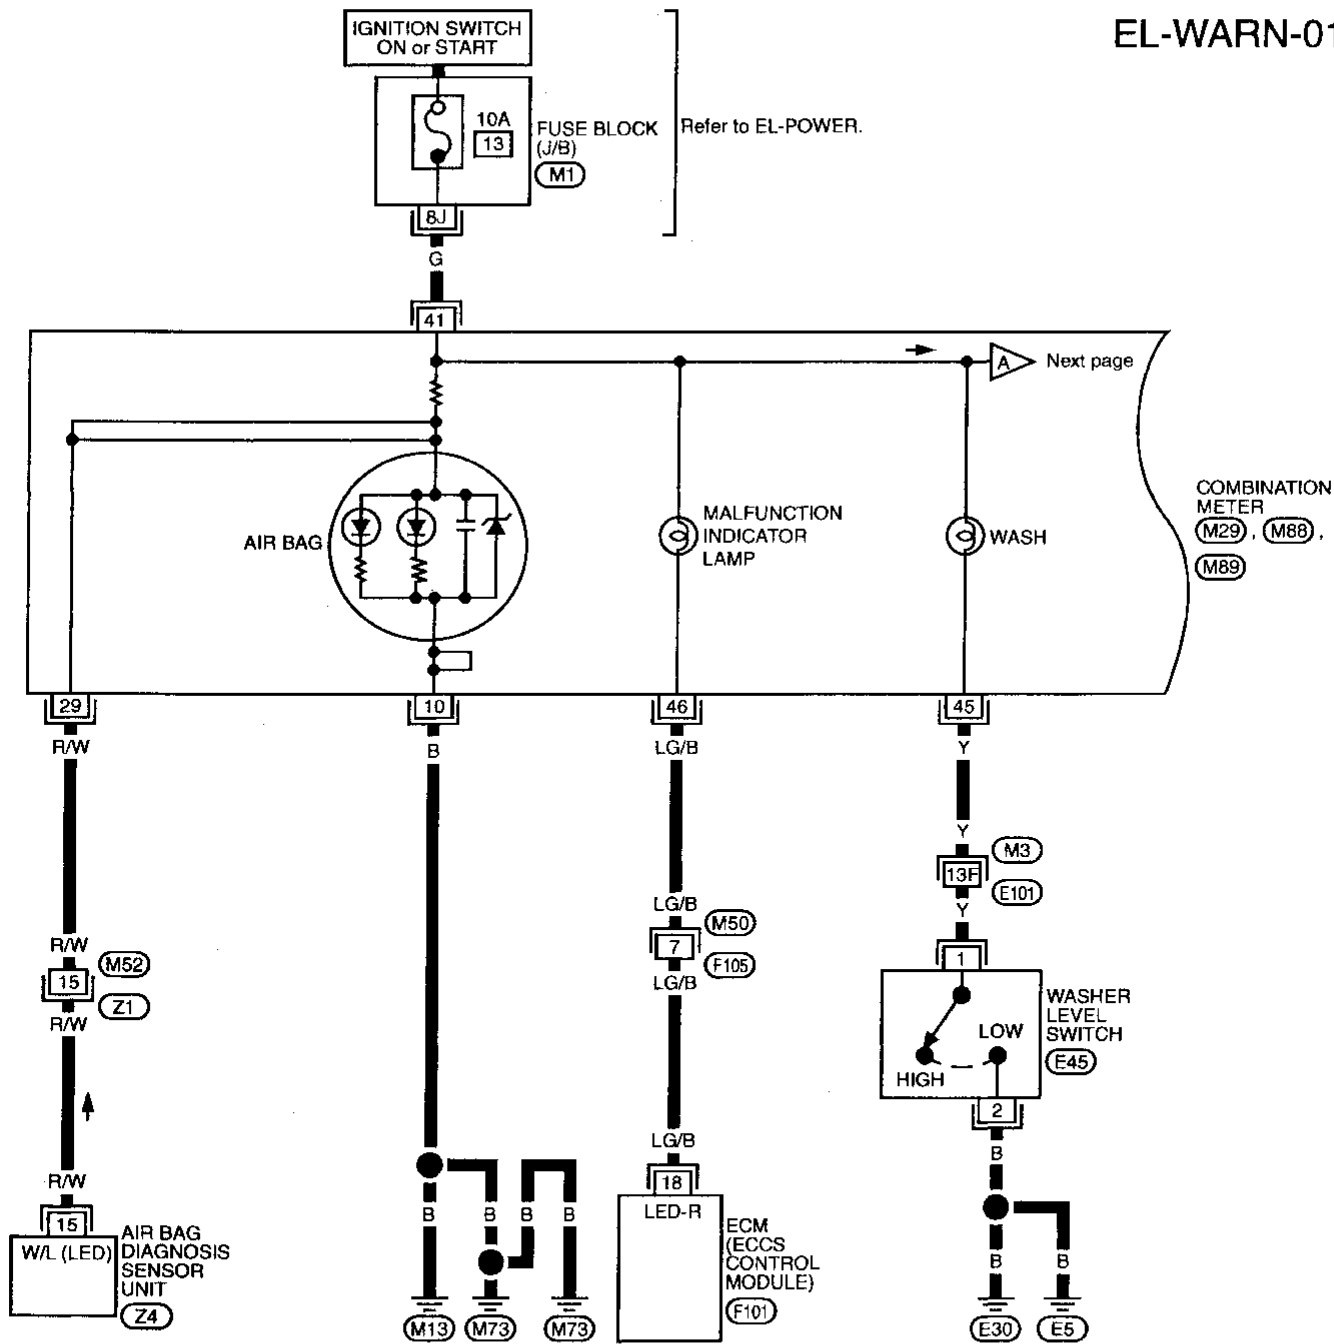 EL-WARN-01
IGNITION SWITCH
ON or START
10A
13
FUSE BLOCK
(J/B)
M1
Refer to EL-POWER.
8J
G
41
A
Next page
AIR BAG
MALFUNCTION
INDICATOR
LAMP
WASH
COMBINATION
METER
M29, M88,
M89
29
10
46
45
R/W
B
LG/B
Y
Y
M3
13F
E101
Y
LG/B
M50
7
F105
LG/B
R/W
M52
15
Z1
R/W
1
WASHER
LEVEL
SWITCH
E45
LOW
HIGH
2
B
LG/B
18
LED-R
ECM
(ECCS
CONTROL
MODULE)
F101
R/W
15
W/L (LED)
AIR BAG
DIAGNOSIS
SENSOR
UNIT
Z4
B
B
B
B
M13
M73
M73
B
B
E30
E5